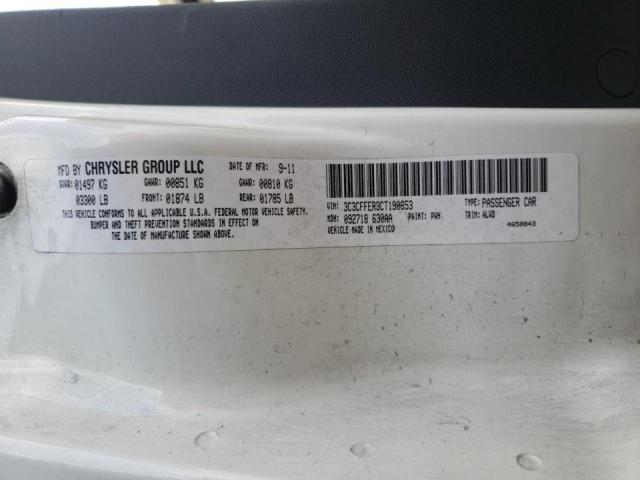 MFD BY CHRYSLER GROUP LLC DATE OF MFR: 9-11
GVWR: 01497 KG GAWR: 00851 KG GAWR: 00810 KG
03300 LB FRONT: 01874 LB REAR: 01785 LB
THIS VEHICLE CONFORMS TO ALL APPLICABLE U.S.A. FEDERAL MOTOR VEHICLE SAFETY,
BUMPER AND THEFT PREVENTION STANDARDS IN EFFECT ON
THE DATE OF MANUFACTURE SHOWN ABOVE.
VIN: 3C3CFFER3CT190653 TYPE: PASSENGER CAR
MDH: 092718 630AA PAINT: PWN TRIM: ALWD
VEHICLE MADE IN MEXICO 4658043